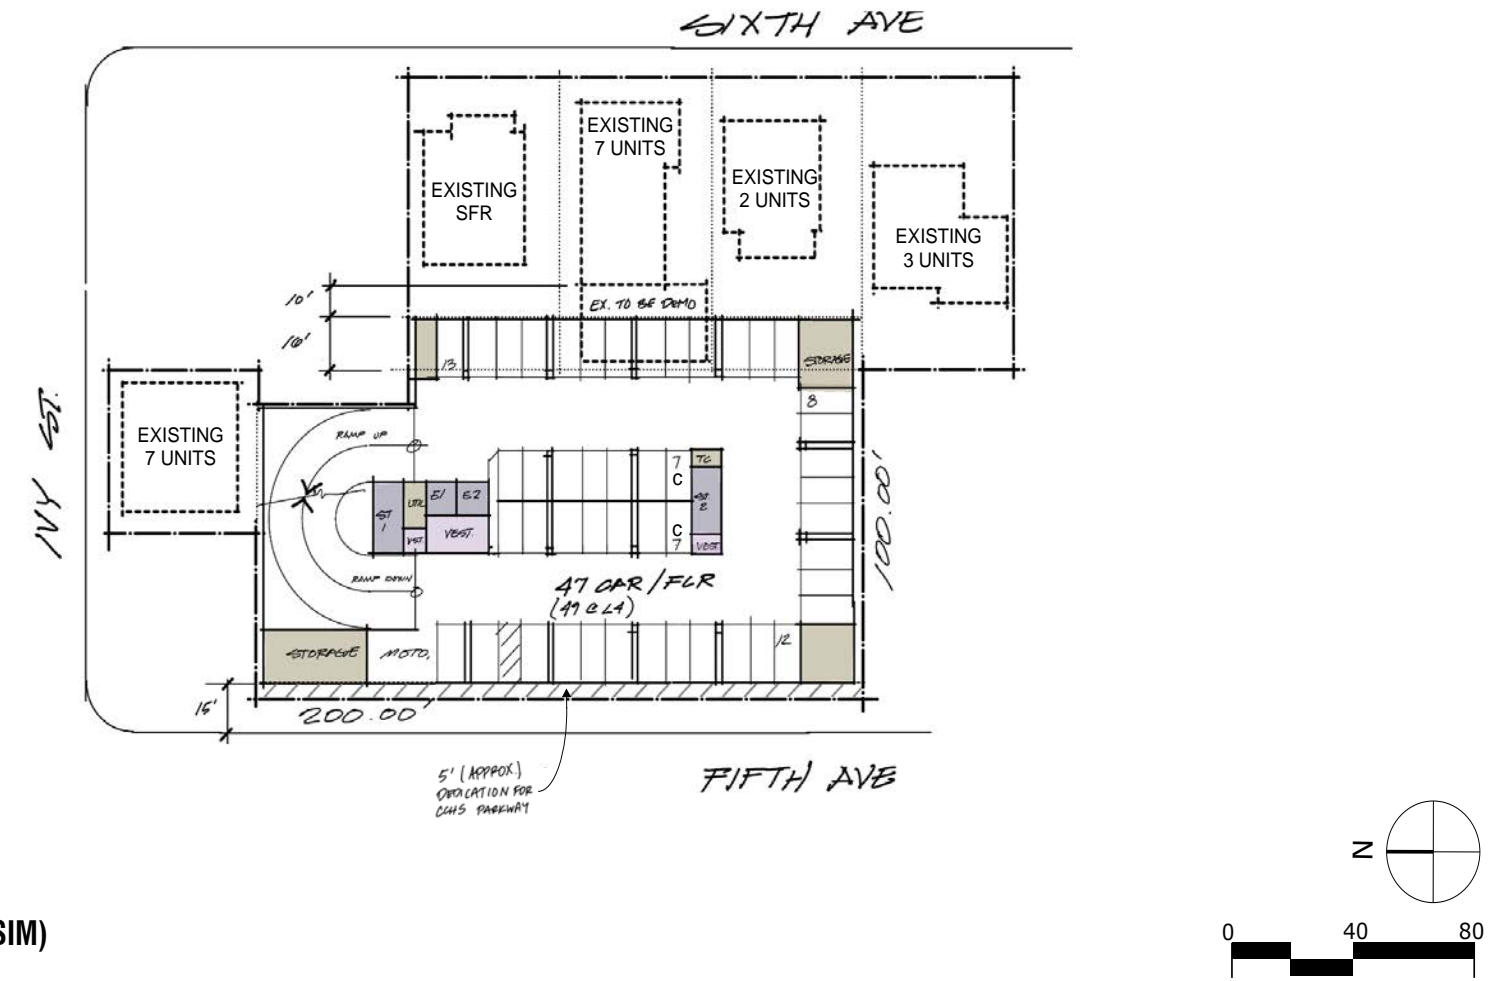 SIXTH AVE
EXISTING
7 UNITS
EXISTING
SFR
EXISTING
2 UNITS
EXISTING
3 UNITS
10'
EX. TO BE DEMO
16'
13
STORAGE
8
IVY ST.
EXISTING
7 UNITS
RAMP UP
7
TC
C
ST
1
UTIL
E1
E2
ST.
2
VEST.
VST.
C
7
VEST
100.00'
RAMP DOWN
47 CAR/FLR
(49 @ L4)
12
STORAGE
MOTO.
15'
200.00'
5' (APPROX.)
DEDICATION FOR
CCHS PARKWAY
FIFTH AVE
N
SIM)
0 40 80